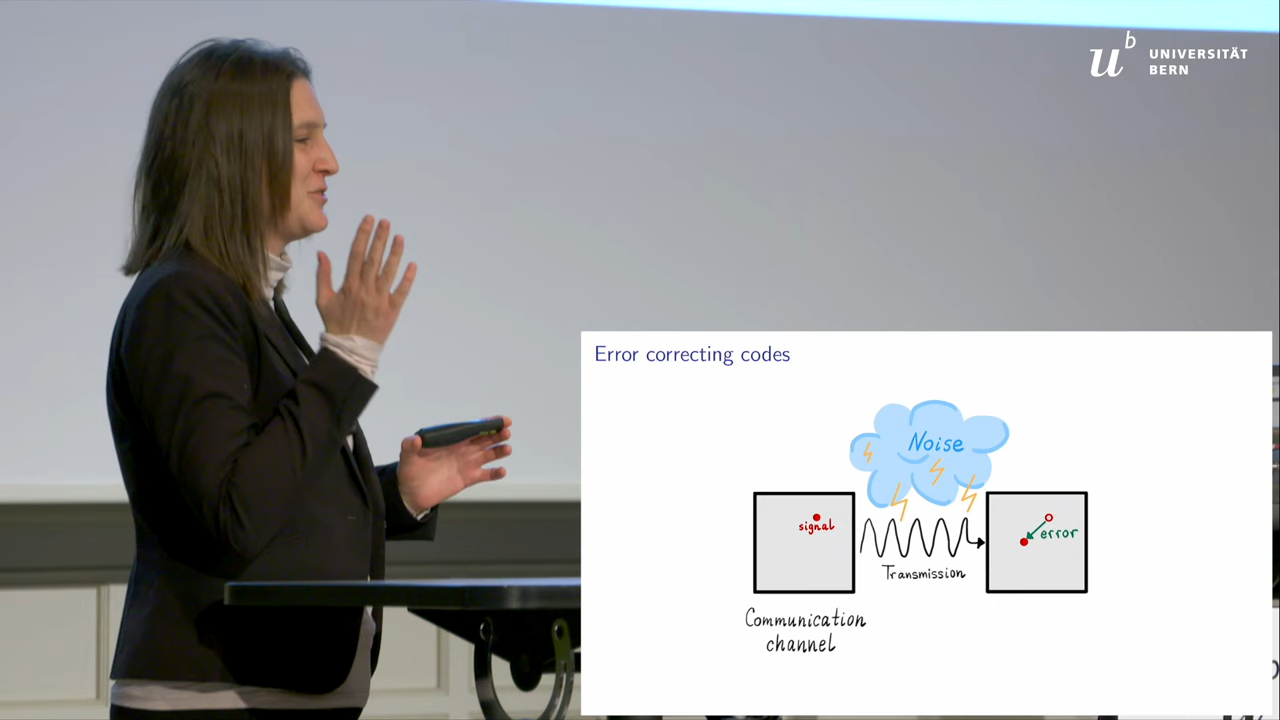 u b
UNIVERSITÄT
BERN
Error correcting codes
Noise
signal
error
Transmission
Communication
channel